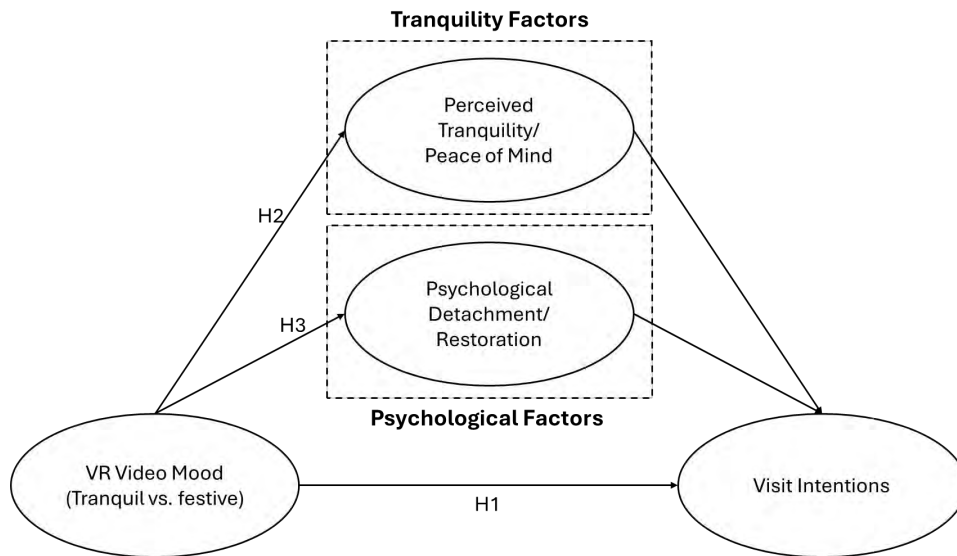 Tranquility Factors
Perceived
Tranquility/
Peace of Mind
H2
Psychological
Detachment/
Restoration
H3
Psychological Factors
VR Video Mood
(Tranquil vs. festive)
H1
Visit Intentions